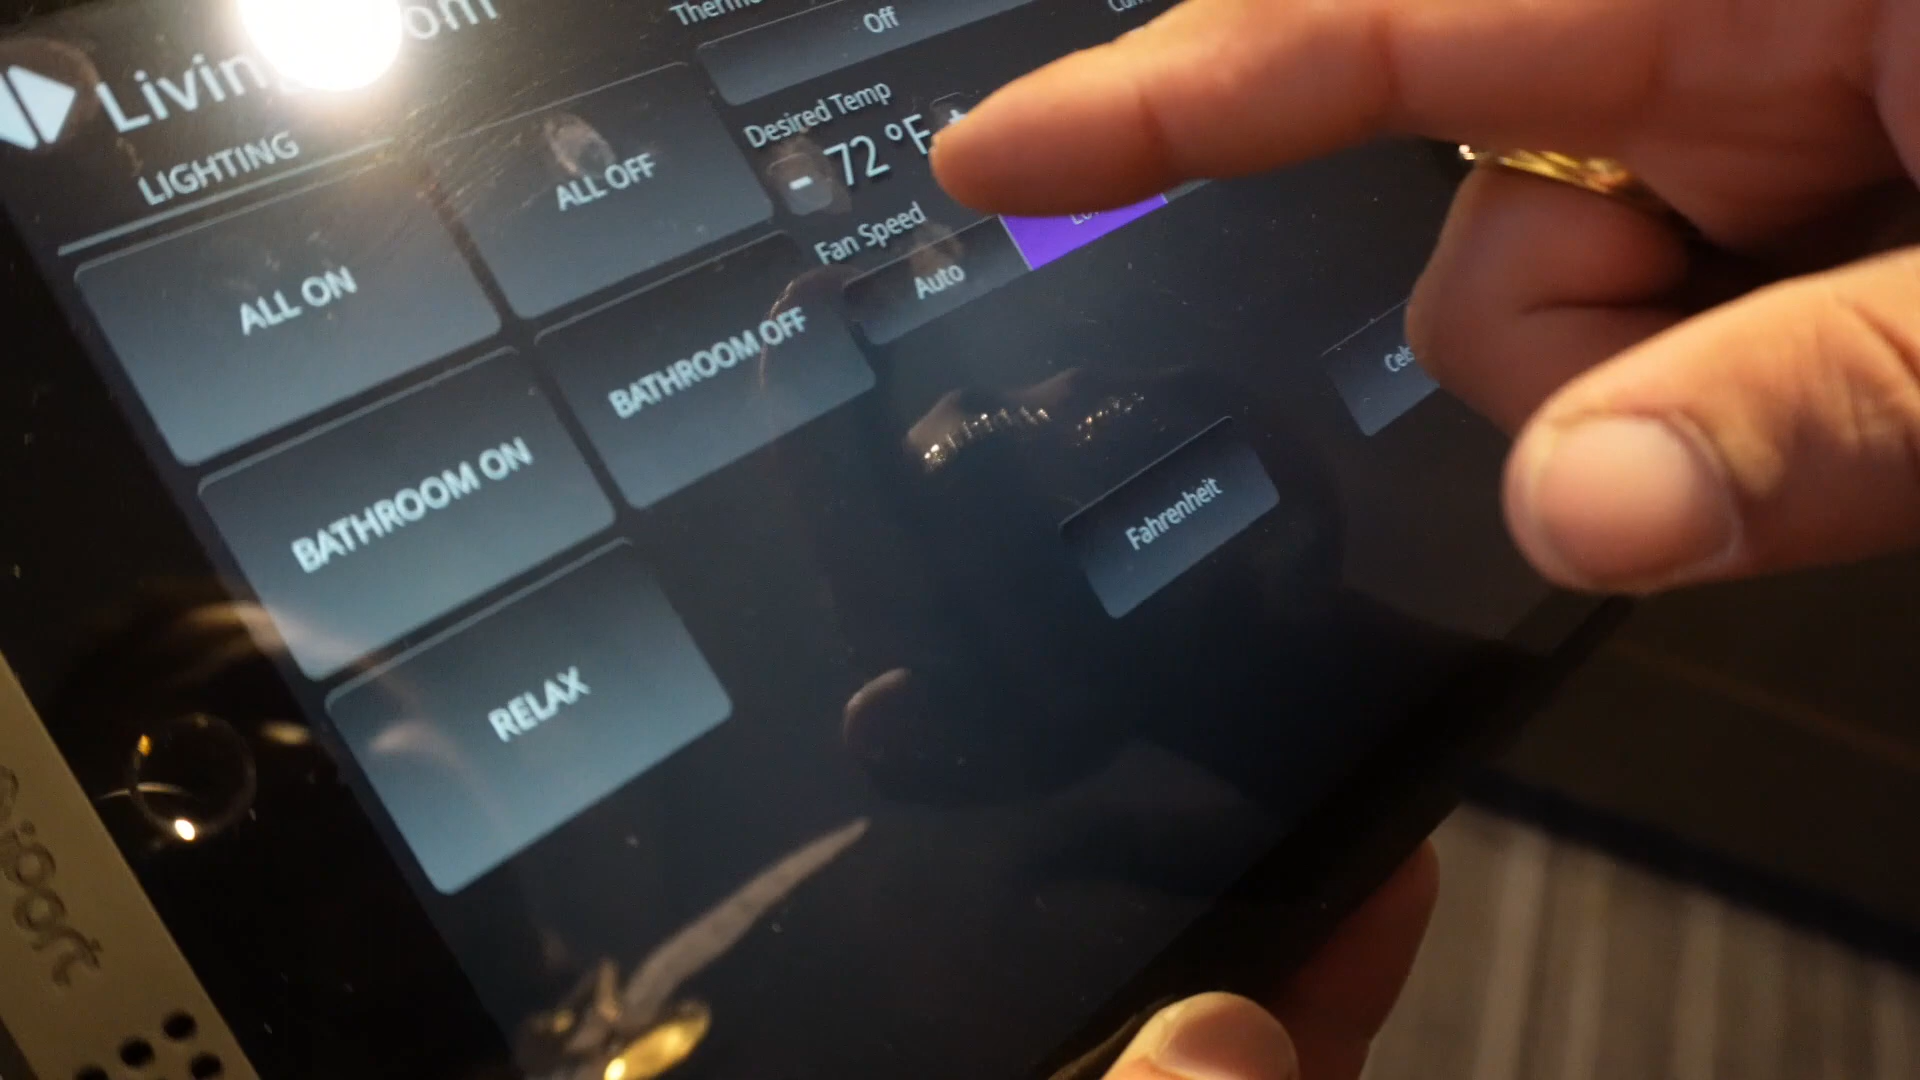 LIGHTING
ALL ON
ALL OFF
BATHROOM ON
BATHROOM OFF
RELAX
Off
Desired Temp
- 72 °F +
Fan Speed
Auto
Fahrenheit